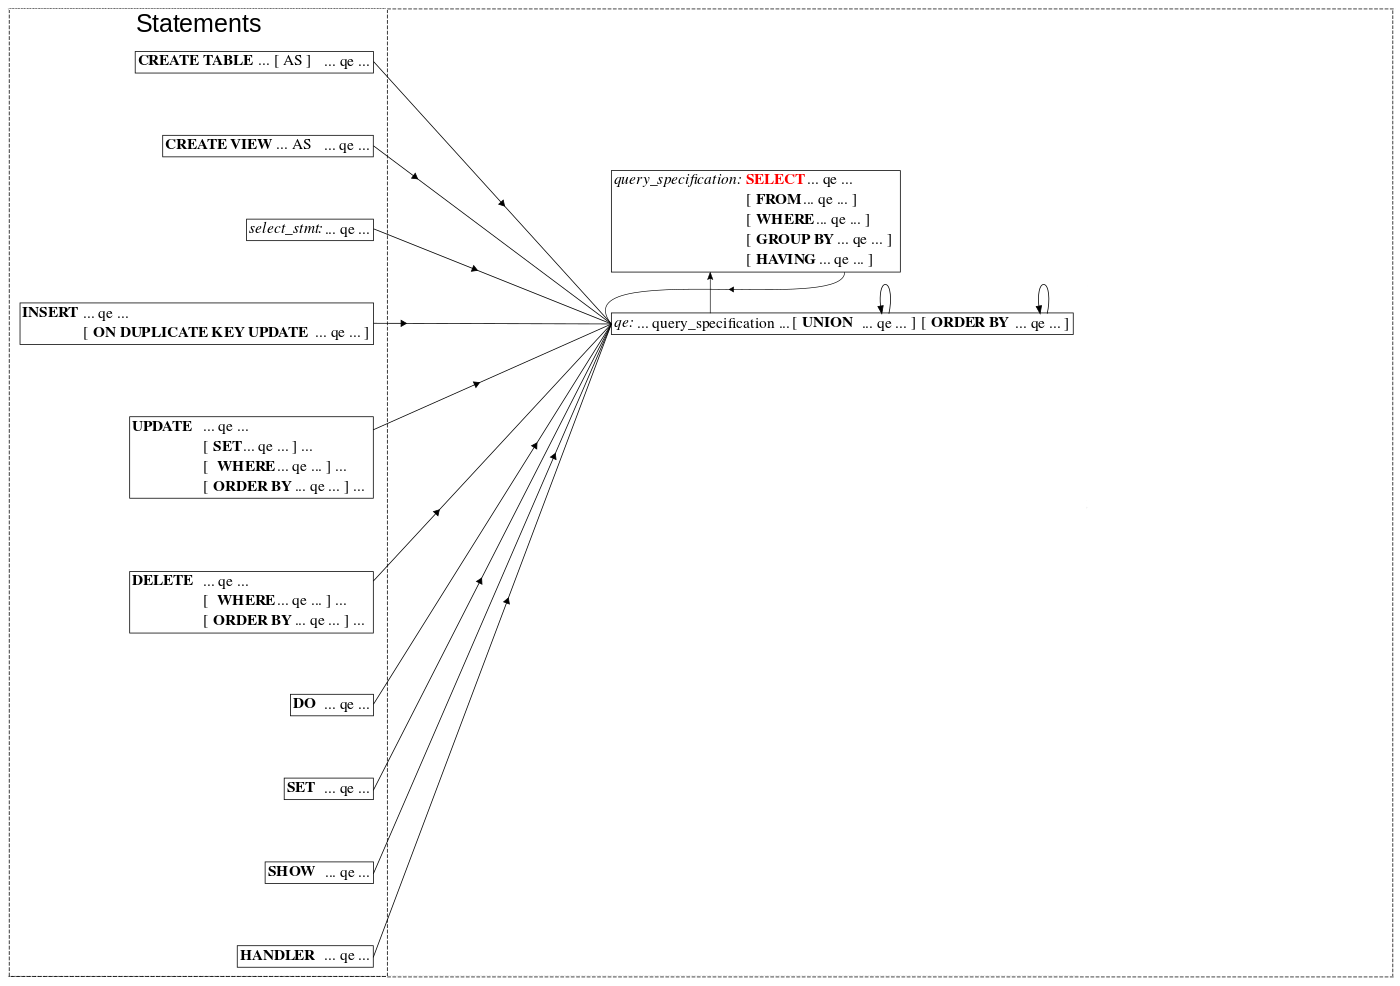 Statements
CREATE TABLE ... [ AS ] ... qe ...
CREATE VIEW ... AS ... qe ...
query_specification: SELECT ... qe ...
[ FROM ... qe ... ]
[ WHERE ... qe ... ]
[ GROUP BY ... qe ... ]
[ HAVING ... qe ... ]
select_stmt: ... qe ...
INSERT ... qe ...
[ ON DUPLICATE KEY UPDATE ... qe ... ]
qe: ... query_specification ... [ UNION ... qe ... ] [ ORDER BY ... qe ... ]
UPDATE ... qe ...
[ SET ... qe ... ] ...
[ WHERE ... qe ... ] ...
[ ORDER BY ... qe ... ] ...
DELETE ... qe ...
[ WHERE ... qe ... ] ...
[ ORDER BY ... qe ... ] ...
DO ... qe ...
SET ... qe ...
SHOW ... qe ...
HANDLER ... qe ...